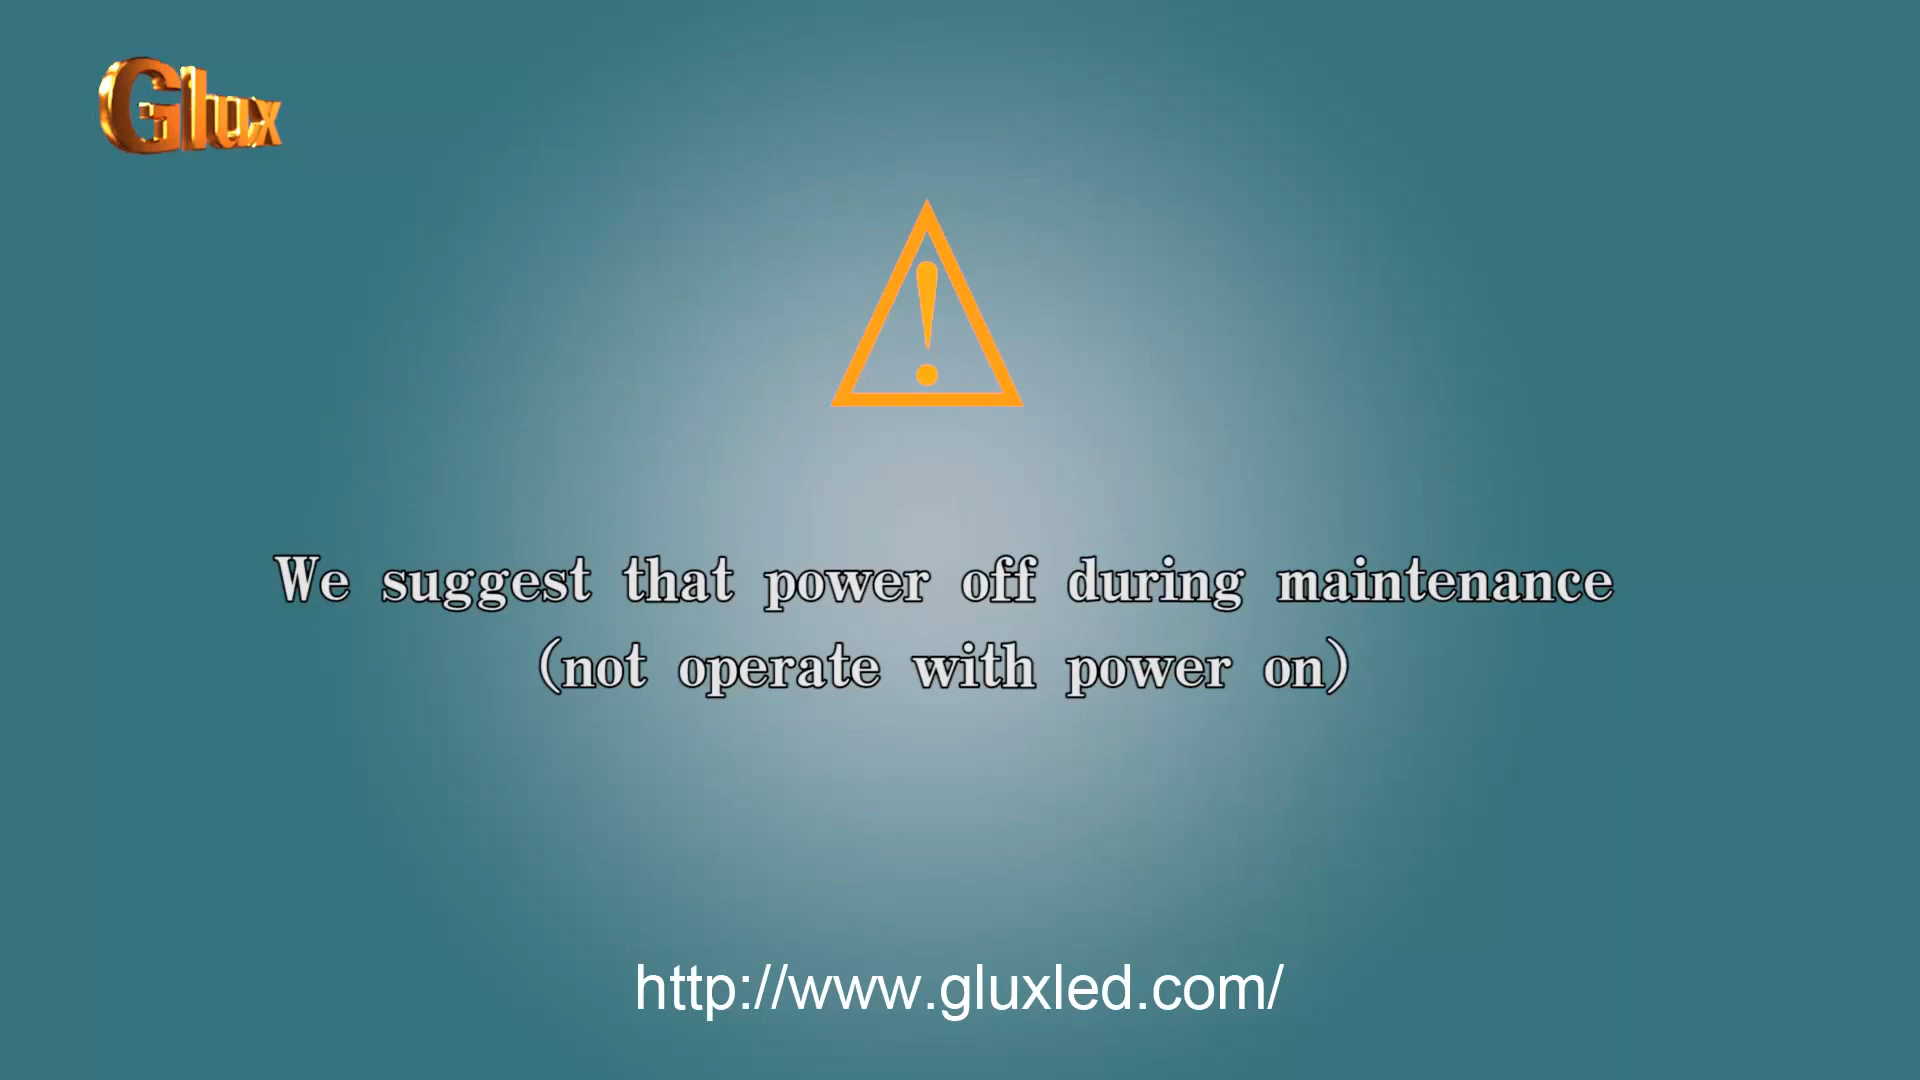 Glux
!
We suggest that power off during maintenance
(not operate with power on)
http://www.gluxled.com/